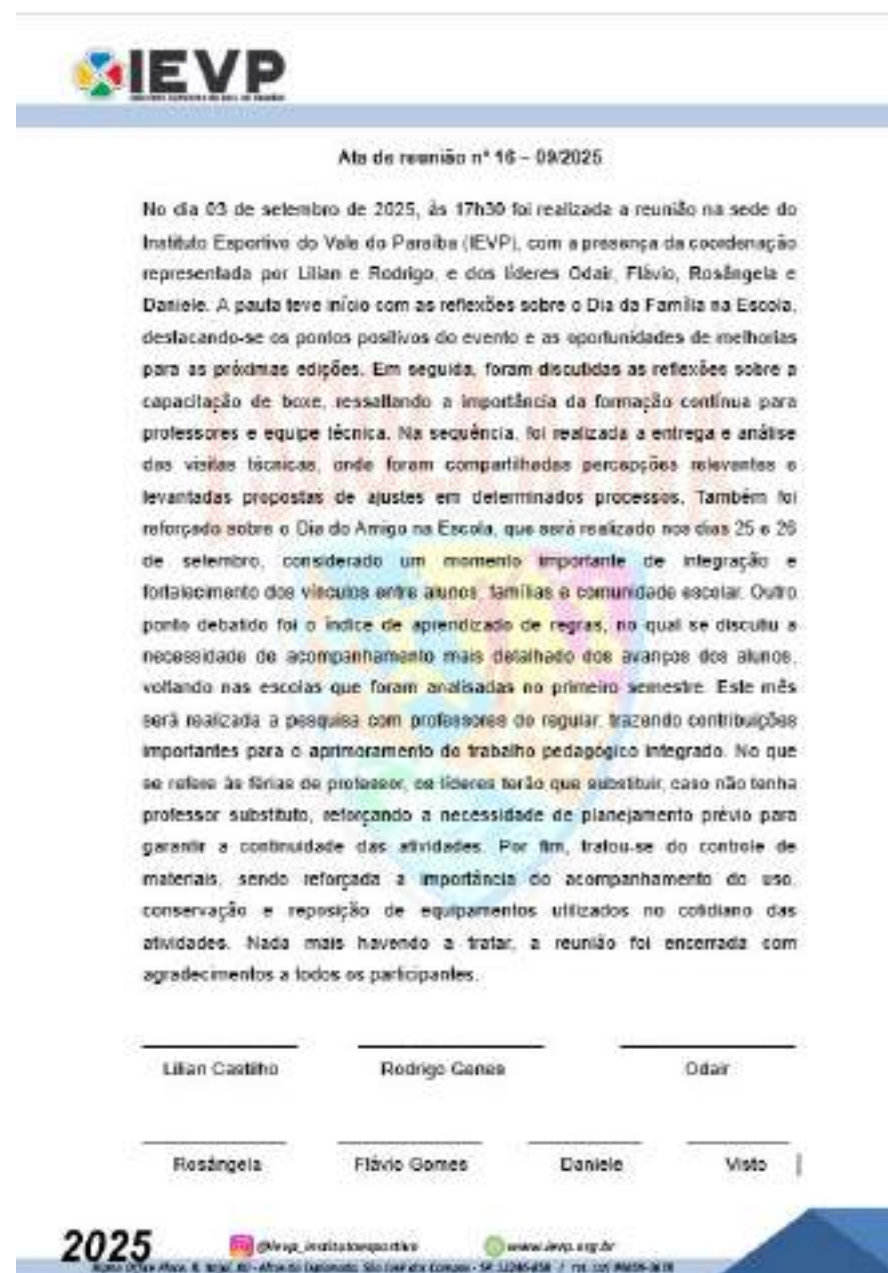 IEVP
Ata de reunião nº 16 – 09/2025
No dia 03 de setembro de 2025, às 17h30 foi realizada a reunião na sede do
Instituto Esportivo do Vale do Paraíba (IEVP), com a presença da coordenação
representada por Lilian e Rodrigo, e dos líderes Odair, Flávio, Rosângela e
Daniele. A pauta teve início com as reflexões sobre o Dia da Família na Escola,
destacando-se os pontos positivos do evento e as oportunidades de melhorias
para as próximas edições. Em seguida, foram discutidas as reflexões sobre a
capacitação de boxe, ressaltando a importância da formação contínua para
professores e equipe técnica. Na sequência, foi realizada a entrega e análise
das visitas técnicas, onde foram compartilhadas percepções relevantes e
levantadas propostas de ajustes em determinados processos. Também foi
reforçado sobre o Dia do Amigo na Escola, que será realizado nos dias 25 e 26
de setembro, considerado um momento importante de integração e
fortalecimento dos vínculos entre alunos, famílias e comunidade escolar. Outro
ponto debatido foi o índice de aprendizado de regras, no qual se discutiu a
necessidade de acompanhamento mais detalhado dos avanços dos alunos,
voltando nas escolas que foram analisadas no primeiro semestre. Este mês
será realizada a pesquisa com professores do regular, trazendo contribuições
importantes para o aprimoramento do trabalho pedagógico integrado. No que
se refere às férias de professor, os líderes terão que substituir, caso não tenha
professor substituto, reforçando a necessidade de planejamento prévio para
garantir a continuidade das atividades. Por fim, tratou-se do controle de
materiais, sendo reforçada a importância do acompanhamento do uso,
conservação e reposição de equipamentos utilizados no cotidiano das
atividades. Nada mais havendo a tratar, a reunião foi encerrada com
agradecimentos a todos os participantes.
Lilian Castilho Rodrigo Odair
Rosângela Flávio Gomes Daniele Visto
2025 @ievp_institutoesportivo www.ievp.org.br